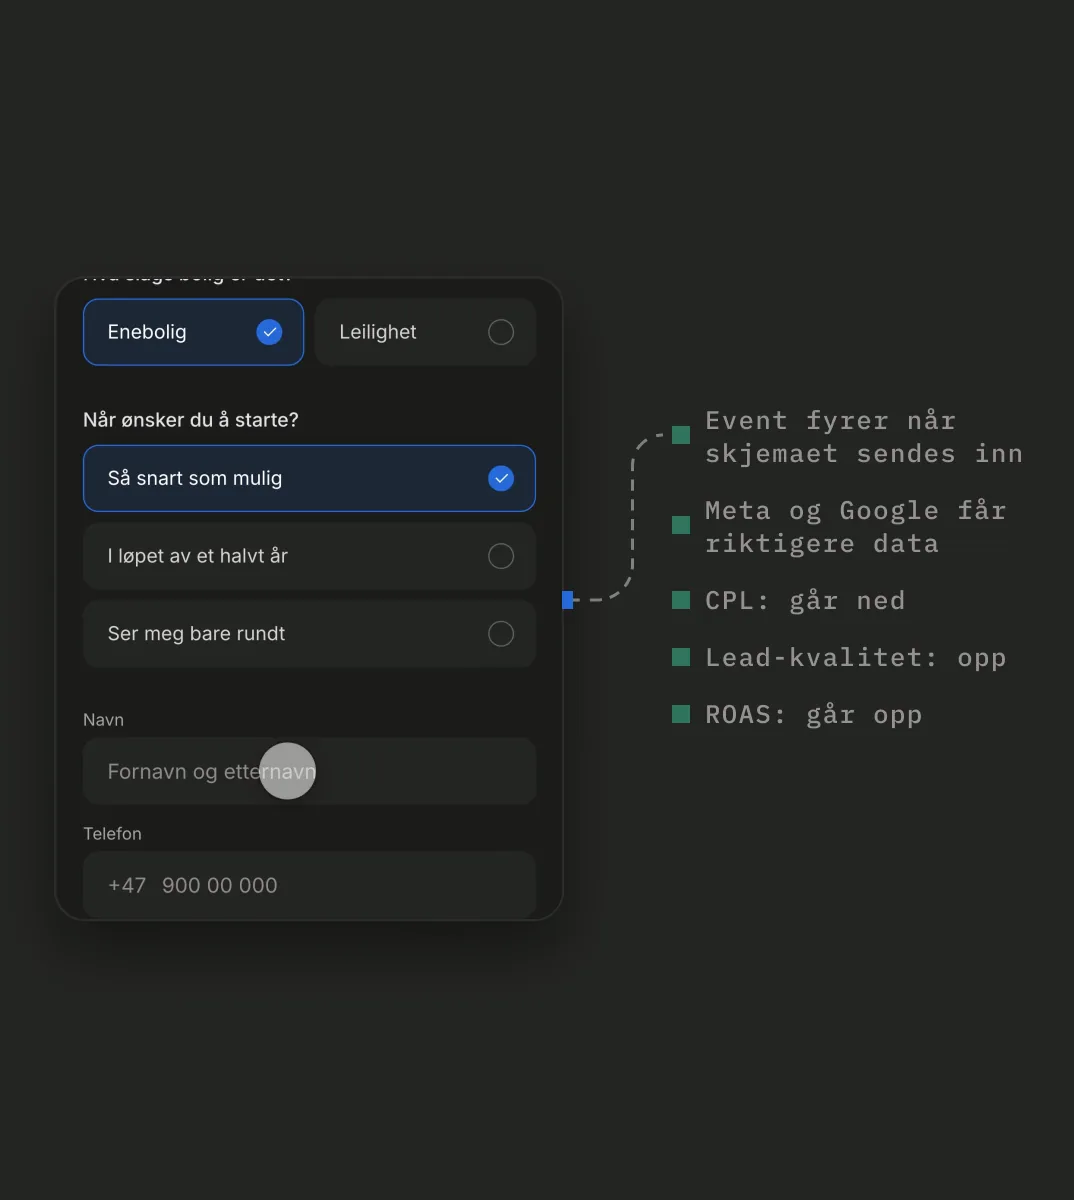 Enebolig
Leilighet
Når ønsker du å starte?
Så snart som mulig
I løpet av et halvt år
Ser meg bare rundt
Navn
Fornavn og etternavn
Telefon
+47 900 00 000
Event fyrer når
skjemaet sendes inn
Meta og Google får
riktigere data
CPL: går ned
Lead-kvalitet: opp
ROAS: går opp